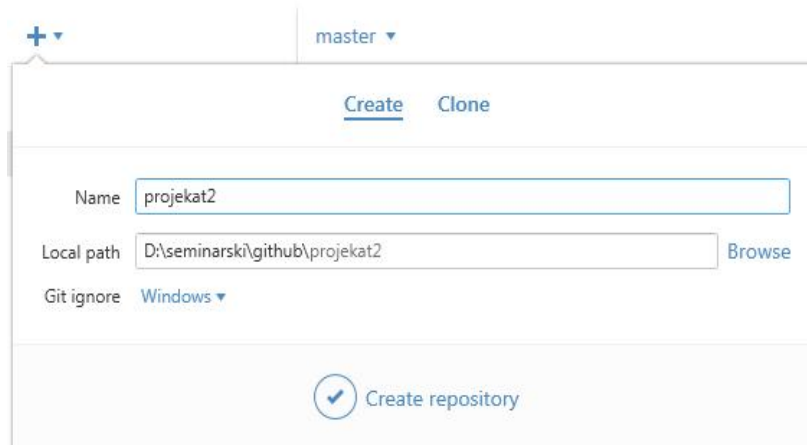 master
Create Clone
Name projekat2
Local path D:\seminarski\github\projekat2 Browse
Git ignore Windows
Create repository